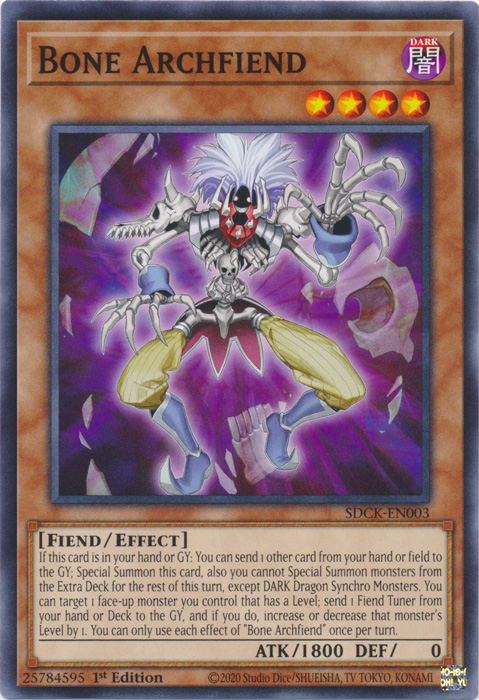 BONE ARCHFIEND
DARK
闇
SDCK-EN003
[FIEND/EFFECT]
If this card is in your hand or GY: You can send 1 other card from your hand or field to
the GY; Special Summon this card, also you cannot Special Summon monsters from
the Extra Deck for the rest of this turn, except DARK Dragon Synchro Monsters. You
can target 1 face-up monster you control that has a Level; send 1 Fiend Tuner from
your hand or Deck to the GY, and if you do, increase or decrease that monster's
Level by 1. You can only use each effect of "Bone Archfiend" once per turn.
ATK/1800 DEF/ 0
25784595 1st Edition ©2020 Studio Dice/SHUEISHA, TV TOKYO, KONAMI